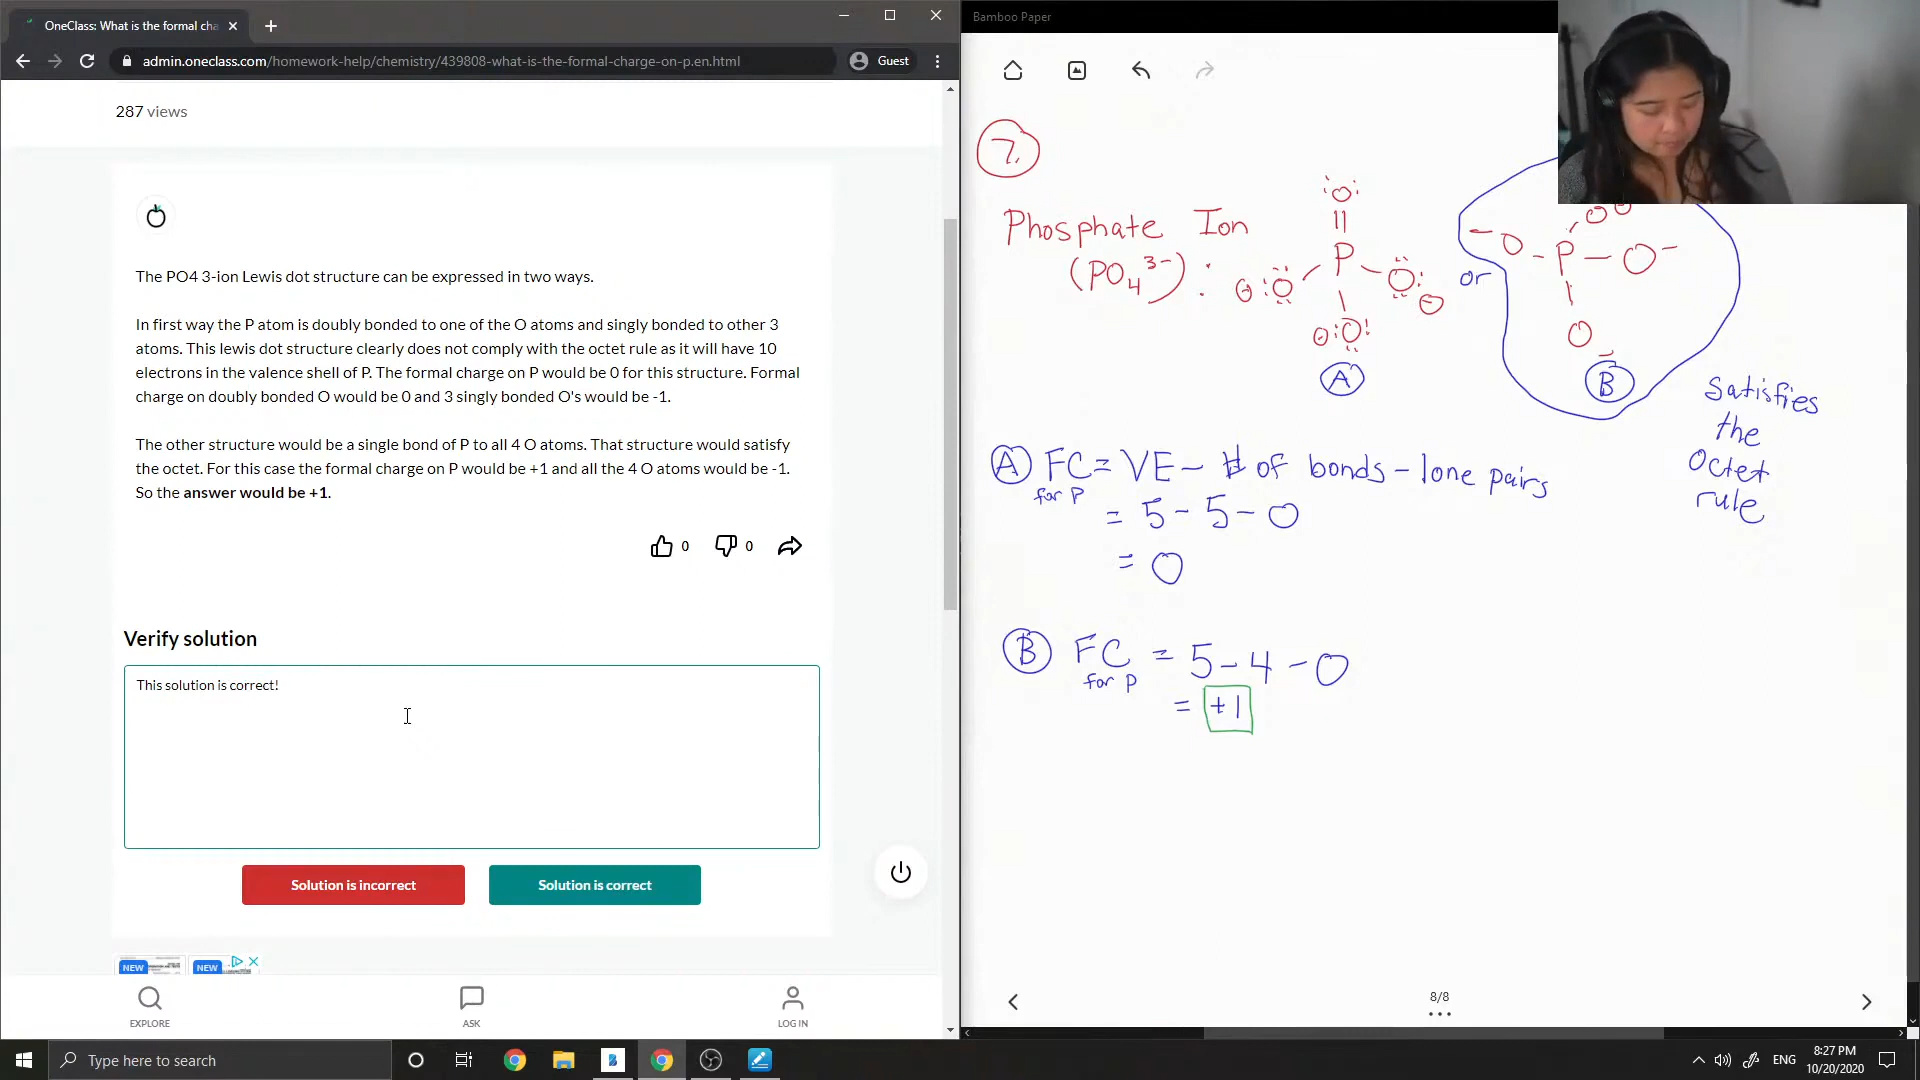 OneClass: What is the formal cha
admin.oneclass.com/homework-help/chemistry/439808-what-is-the-formal-charge-on-p.en.html
Guest
287 views
The PO4 3-ion Lewis dot structure can be expressed in two ways.
In first way the P atom is doubly bonded to one of the O atoms and singly bonded to other 3
atoms. This lewis dot structure clearly does not comply with the octet rule as it will have 10
electrons in the valence shell of P. The formal charge on P would be 0 for this structure. Formal
charge on doubly bonded O would be 0 and 3 singly bonded O's would be -1.
The other structure would be a single bond of P to all 4 O atoms. That structure would satisfy
the octet. For this case the formal charge on P would be +1 and all the 4 O atoms would be -1.
So the answer would be +1.
0
0
Verify solution
This solution is correct!
Solution is incorrect
Solution is correct
NEW
NEW
EXPLORE
ASK
LOG IN
Bamboo Paper
7.
Phosphate Ion
(PO4 3-) :
O
P
O
O
O
A
or
O
O - P - O-
O
B
Satisfies
the
Octet
rule
A FC = VE - # of bonds - lone pairs
for P
= 5 - 5 - 0
= 0
B FC = 5 - 4 - 0
for P
= +1
8/8
Type here to search
ENG
8:27 PM
10/20/2020